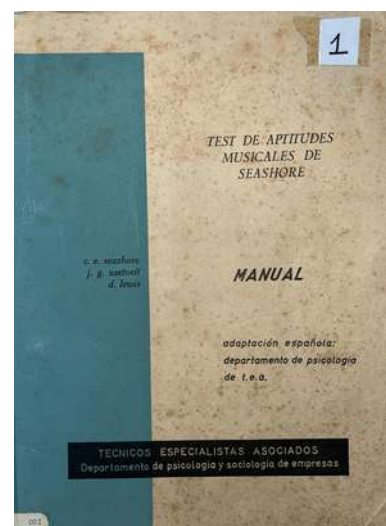 1
TEST DE APTITUDES
MUSICALES DE
SEASHORE
c. e. seashore
j. g. saetveit
d. lewis
MANUAL
adaptación española:
departamento de psicología
de t.e.a.
TECNICOS ESPECIALISTAS ASOCIADOS
Departamento de psicología y sociología de empresas